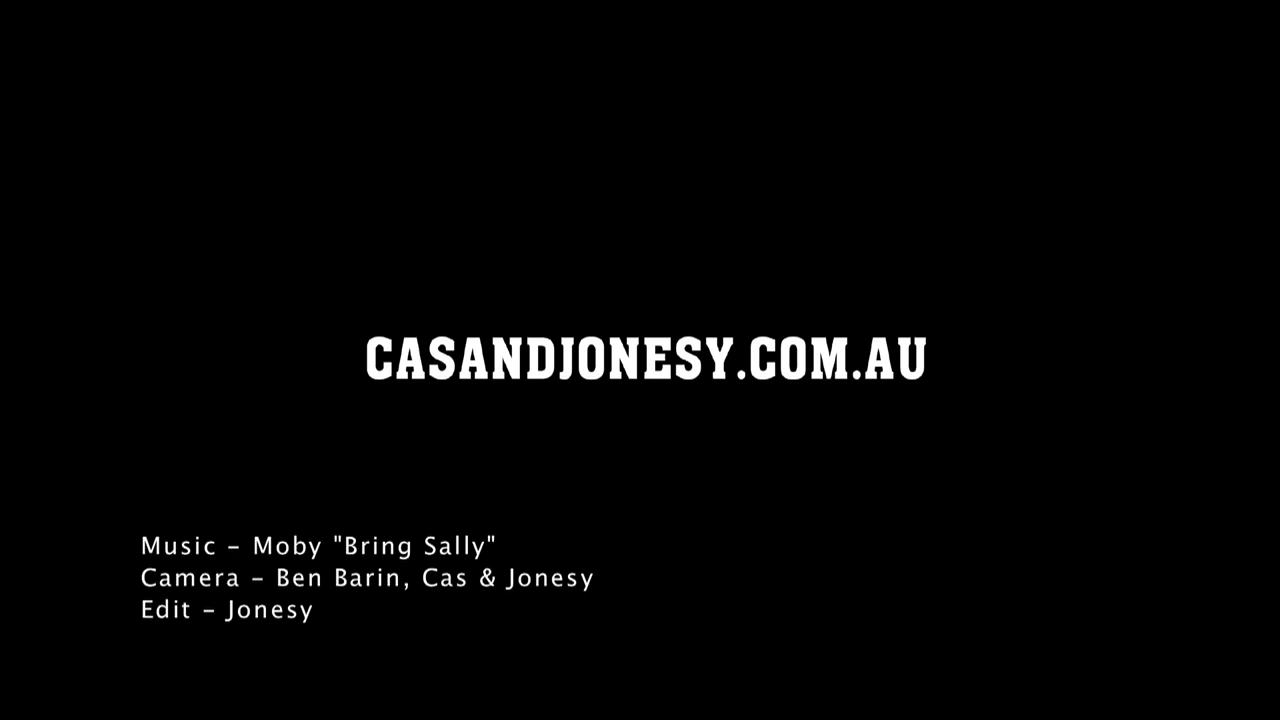 CASANDJONESY.COM.AU
Music – Moby "Bring Sally"
Camera – Ben Barin, Cas & Jonesy
Edit – Jonesy